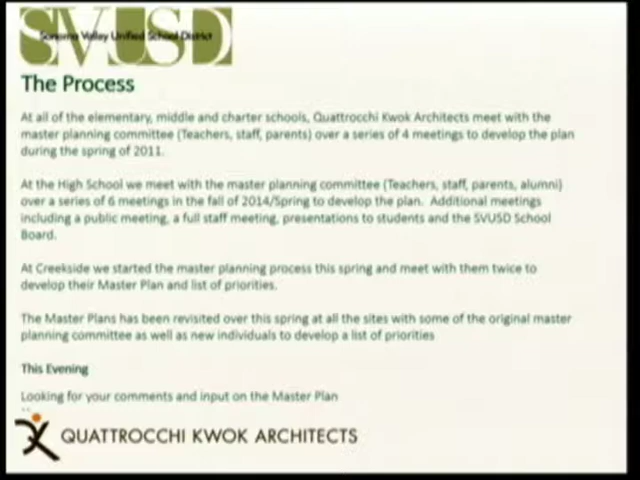 SVUSD
Sonoma Valley Unified School District
The Process
At all of the elementary, middle and charter schools, Quattrocchi Kwok Architects meet with the
master planning committee (Teachers, staff, parents) over a series of 4 meetings to develop the plan
during the spring of 2011.
At the High School we meet with the master planning committee (Teachers, staff, parents, alumni)
over a series of 6 meetings in the fall of 2014/Spring to develop the plan. Additional meetings
including a public meeting, a full staff meeting, presentations to students and the SVUSD School
Board.
At Creekside we started the master planning process this spring and meet with them twice to
develop their Master Plan and list of priorities.
The Master Plans has been revisited over this spring at all the sites with some of the original master
planning committee as well as new individuals to develop a list of priorities
This Evening
Looking for your comments and input on the Master Plan
QUATTROCCHI KWOK ARCHITECTS